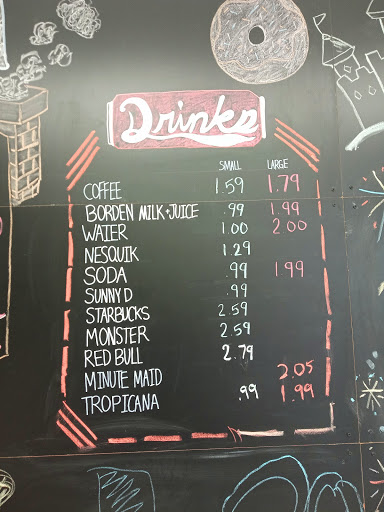 Drinks
SMALL LARGE
COFFEE 1.59 1.79
BORDEN MILK+JUICE .99 1.99
WATER 1.00 2.00
NESQUIK 1.29
SODA .99 1.99
SUNNY D .99
STARBUCKS 2.59
MONSTER 2.59
RED BULL 2.79
MINUTE MAID 2.05
TROPICANA .99 1.99